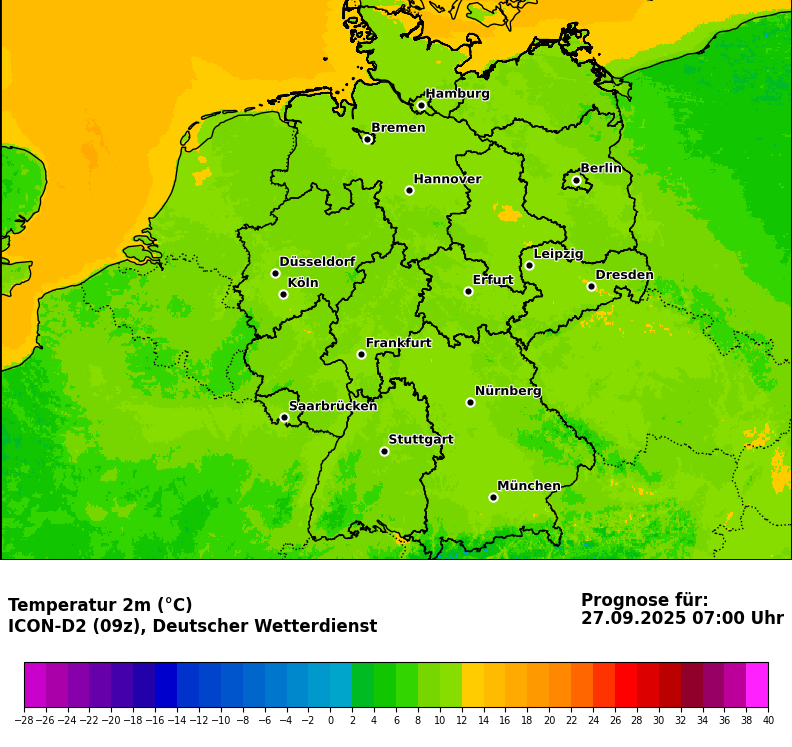 Hamburg
Bremen
Berlin
Hannover
Leipzig
Düsseldorf
Dresden
Köln
Erfurt
Frankfurt
Nürnberg
Saarbrücken
Stuttgart
München
Temperatur 2m (°C)
ICON-D2 (09z), Deutscher Wetterdienst
Prognose für:
27.09.2025 07:00 Uhr
−28 −26 −24 −22 −20 −18 −16 −14 −12 −10 −8 −6 −4 −2 0 2 4 6 8 10 12 14 16 18 20 22 24 26 28 30 32 34 36 38 40